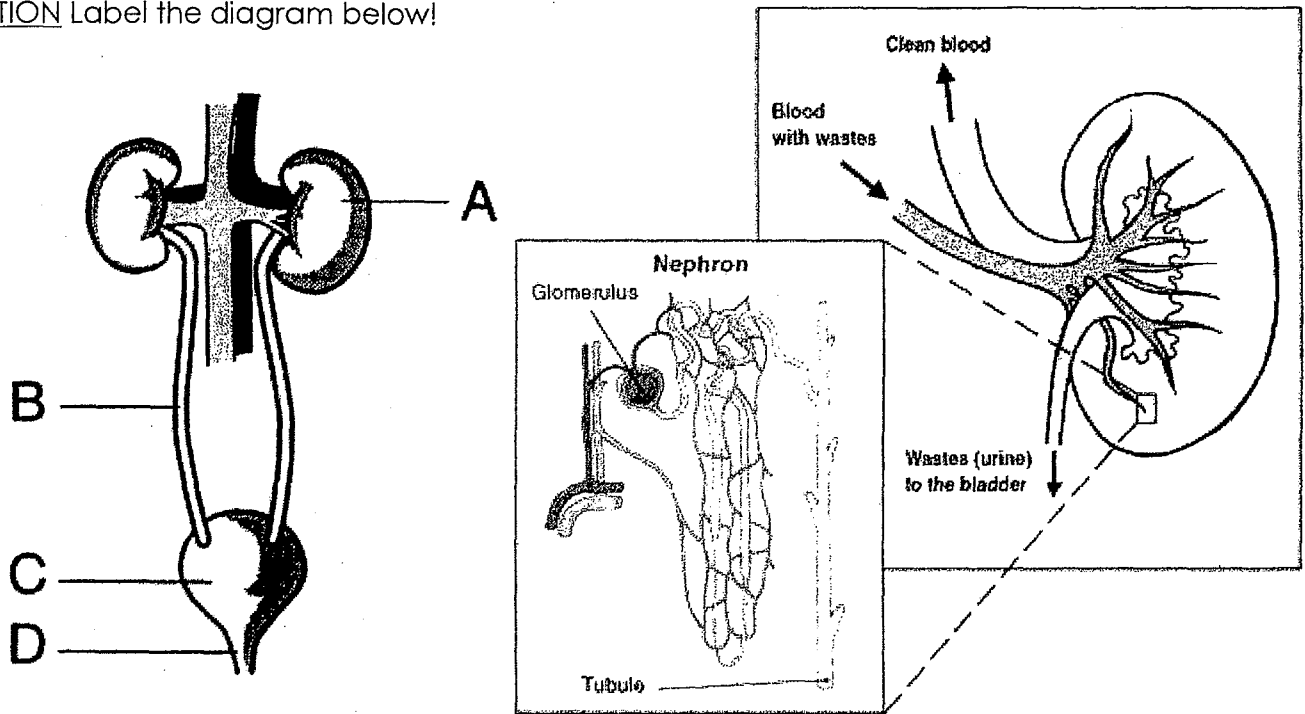 TION Label the diagram below!
A
B
C
D
Clean blood
Blood
with wastes
Nephron
Glomerulus
Wastes (urine)
to the bladder
Tubule